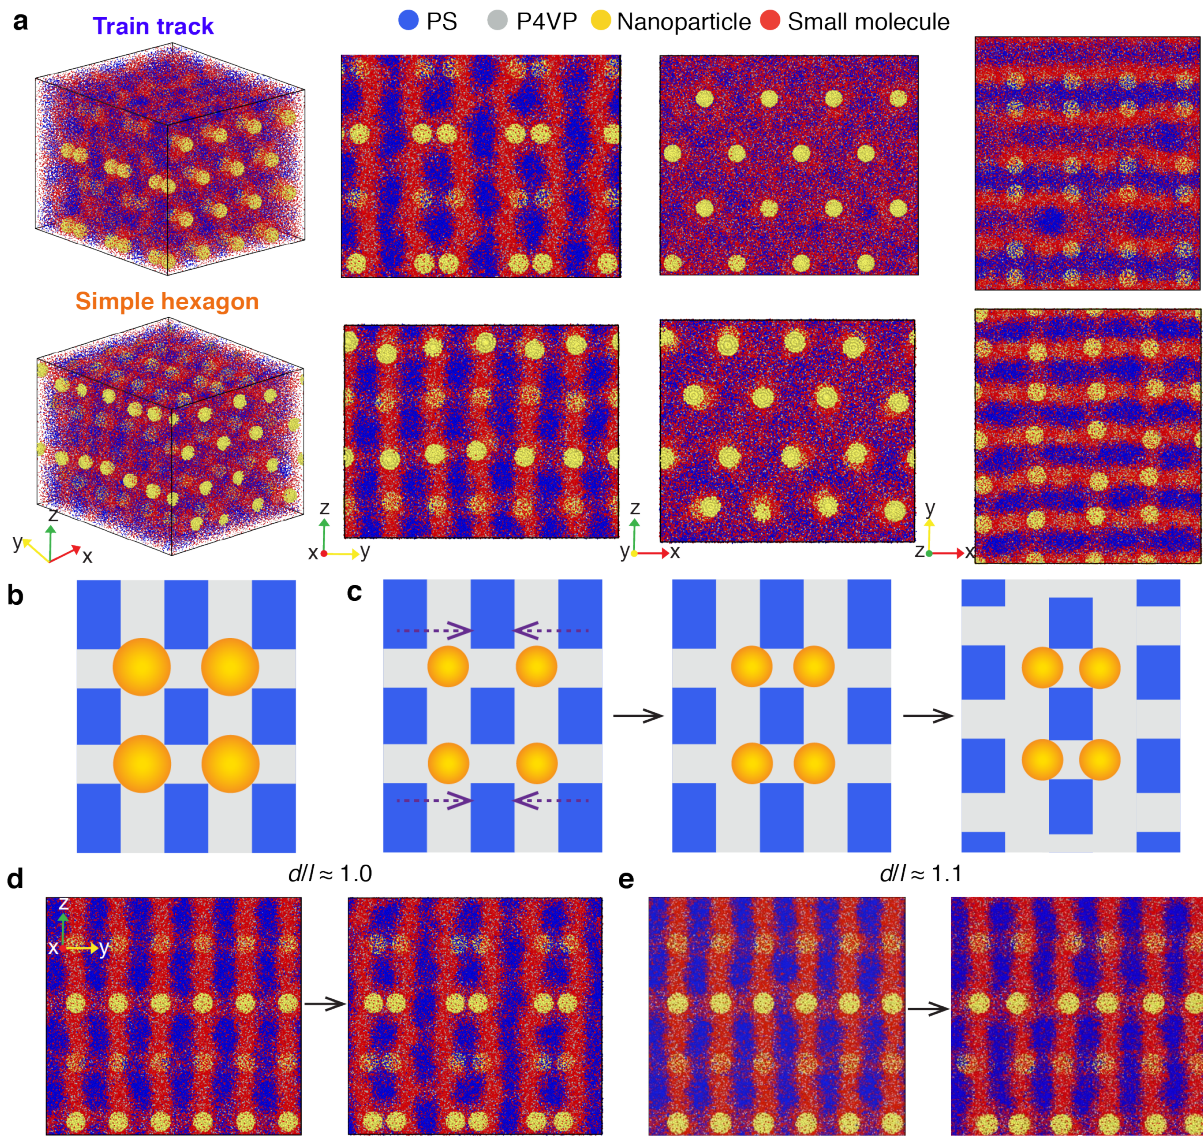 a
Train track
PS
P4VP
Nanoparticle
Small molecule
Simple hexagon
z
y
x
z
x
y
z
y
x
y
z
x
b
c
d/l ≈ 1.0
d/l ≈ 1.1
d
e
z
x
y